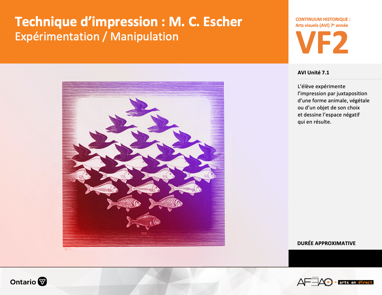 Technique d’impression : M. C. Escher
Expérimentation / Manipulation
CONTINUUM HISTORIQUE :
Arts visuels (AVI) 7e année
VF2
AVI Unité 7.1
L’élève expérimente
l’impression par juxtaposition
d’une forme animale, végétale
ou d’un objet de son choix
et dessine l’espace négatif
qui en résulte.
DURÉE APPROXIMATIVE
Ontario
AFEAO
arts en direct